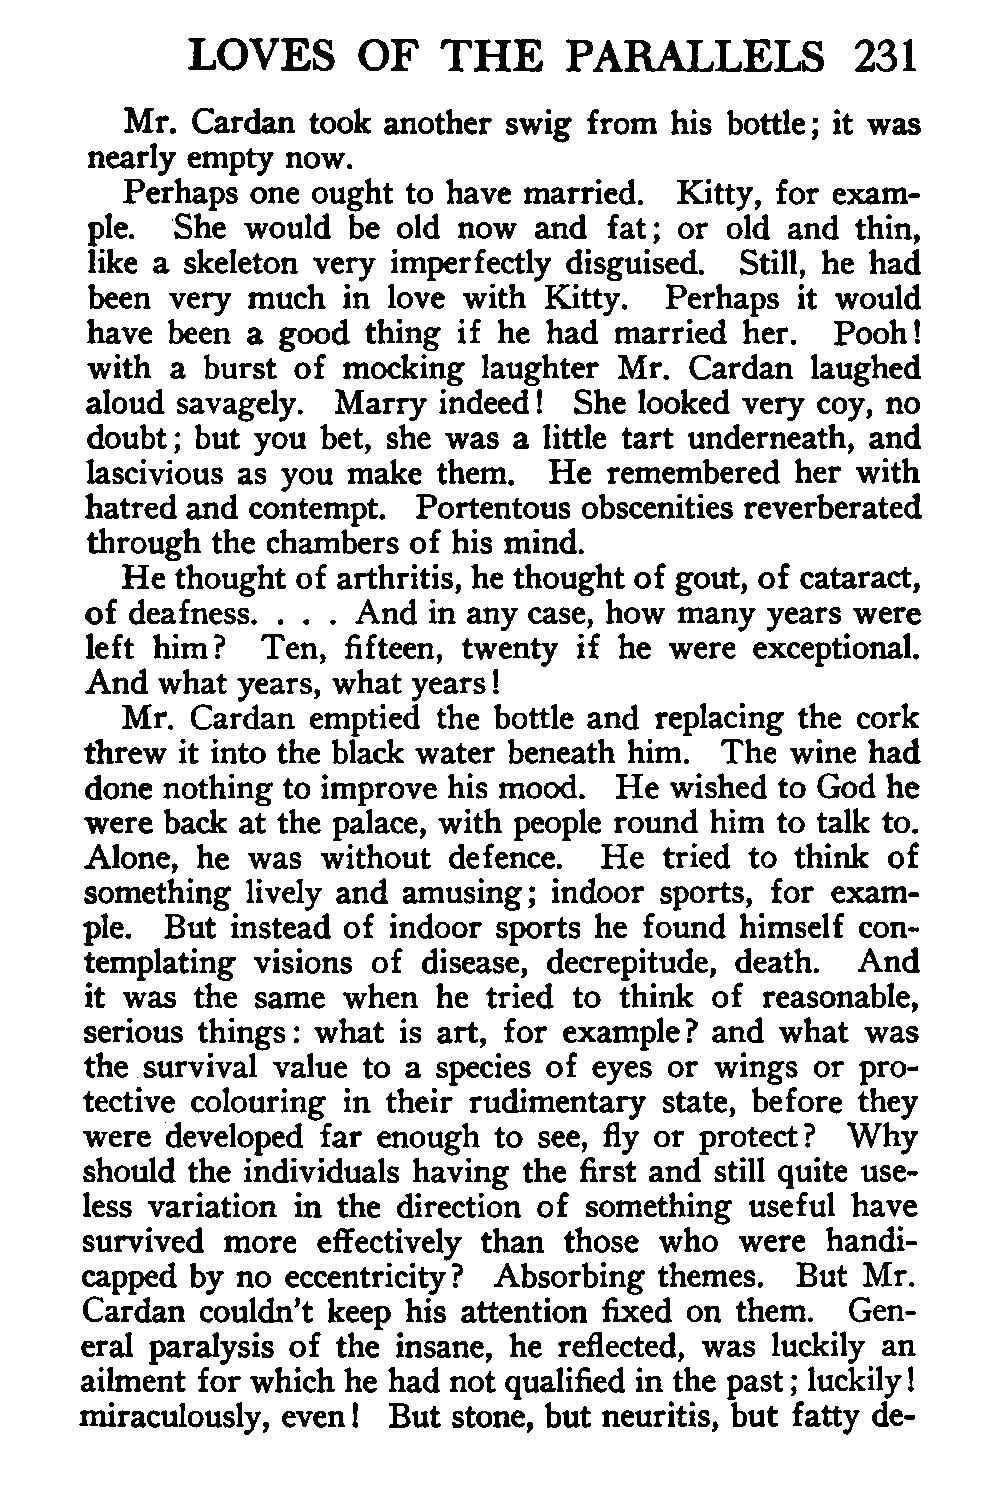 LOVES OF THE PARALLELS 231
Mr. Cardan took another swig from his bottle; it was
nearly empty now.
Perhaps one ought to have married. Kitty, for exam-
ple. She would be old now and fat; or old and thin,
like a skeleton very imperfectly disguised. Still, he had
been very much in love with Kitty. Perhaps it would
have been a good thing if he had married her. Pooh!
with a burst of mocking laughter Mr. Cardan laughed
aloud savagely. Marry indeed! She looked very coy, no
doubt; but you bet, she was a little tart underneath, and
lascivious as you make them. He remembered her with
hatred and contempt. Portentous obscenities reverberated
through the chambers of his mind.
He thought of arthritis, he thought of gout, of cataract,
of deafness. . . . And in any case, how many years were
left him? Ten, fifteen, twenty if he were exceptional.
And what years, what years!
Mr. Cardan emptied the bottle and replacing the cork
threw it into the black water beneath him. The wine had
done nothing to improve his mood. He wished to God he
were back at the palace, with people round him to talk to.
Alone, he was without defence. He tried to think of
something lively and amusing; indoor sports, for exam-
ple. But instead of indoor sports he found himself con-
templating visions of disease, decrepitude, death. And
it was the same when he tried to think of reasonable,
serious things: what is art, for example? and what was
the survival value to a species of eyes or wings or pro-
tective colouring in their rudimentary state, before they
were developed far enough to see, fly or protect? Why
should the individuals having the first and still quite use-
less variation in the direction of something useful have
survived more effectively than those who were handi-
capped by no eccentricity? Absorbing themes. But Mr.
Cardan couldn't keep his attention fixed on them. Gen-
eral paralysis of the insane, he reflected, was luckily an
ailment for which he had not qualified in the past; luckily!
miraculously, even! But stone, but neuritis, but fatty de-